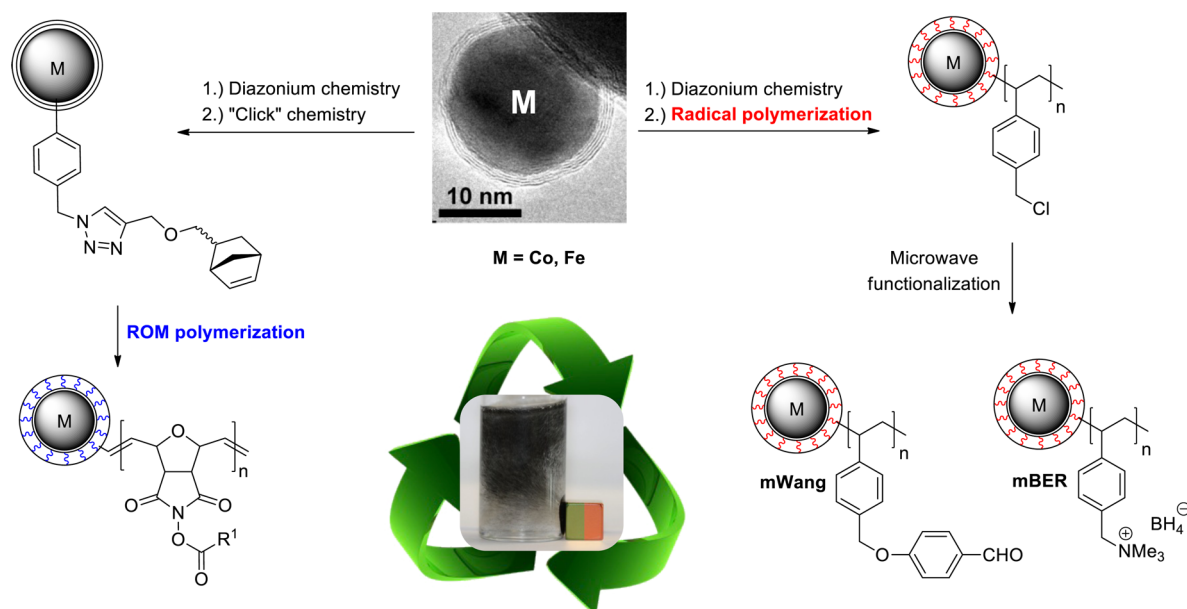 M
1.) Diazonium chemistry
2.) "Click" chemistry
M
10 nm
M = Co, Fe
1.) Diazonium chemistry
2.) Radical polymerization
M
n
Cl
N
N
N
O
ROM polymerization
Microwave
functionalization
M
O
n
O
N
O
O
R1
O
M
n
mWang
O
CHO
M
n
mBER
BH4⊖
⊕
NMe3